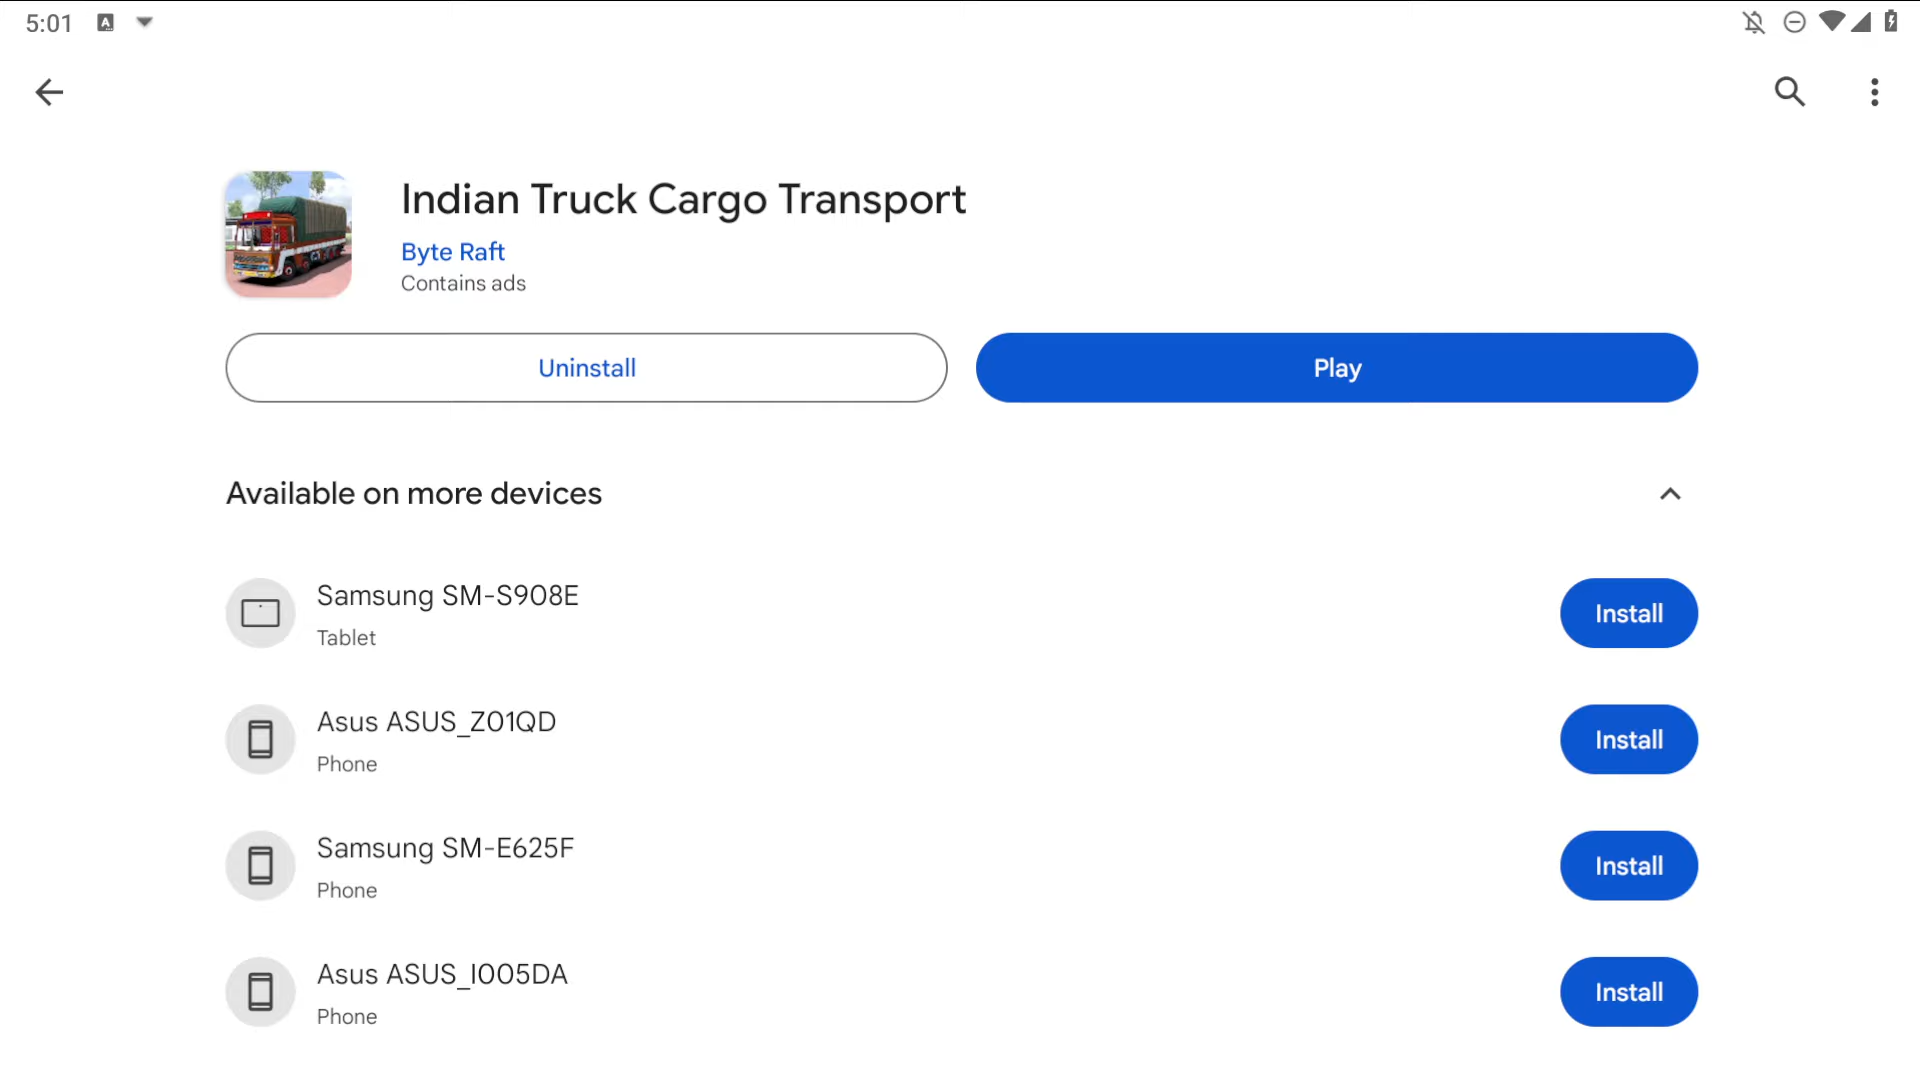 5:01
Indian Truck Cargo Transport
Byte Raft
Contains ads
Uninstall
Play
Available on more devices
Samsung SM-S908E
Tablet
Install
Asus ASUS_Z01QD
Phone
Install
Samsung SM-E625F
Phone
Install
Asus ASUS_I005DA
Phone
Install